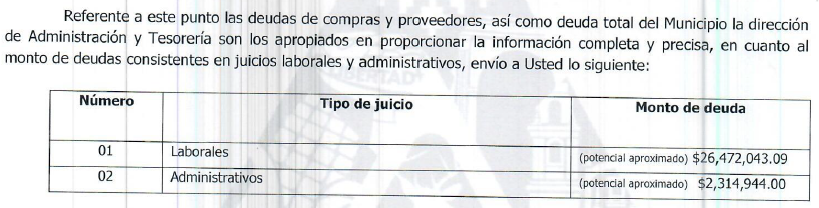 Referente a este punto las deudas de compras y proveedores, así como deuda total del Municipio la dirección
de Administración y Tesorería son los apropiados en proporcionar la información completa y precisa, en cuanto al
monto de deudas consistentes en juicios laborales y administrativos, envío a Usted lo siguiente:
Número Tipo de juicio Monto de deuda
01 Laborales (potencial aproximado) $26,472,043.09
02 Administrativos (potencial aproximado) $2,314,944.00
LIBERTAD